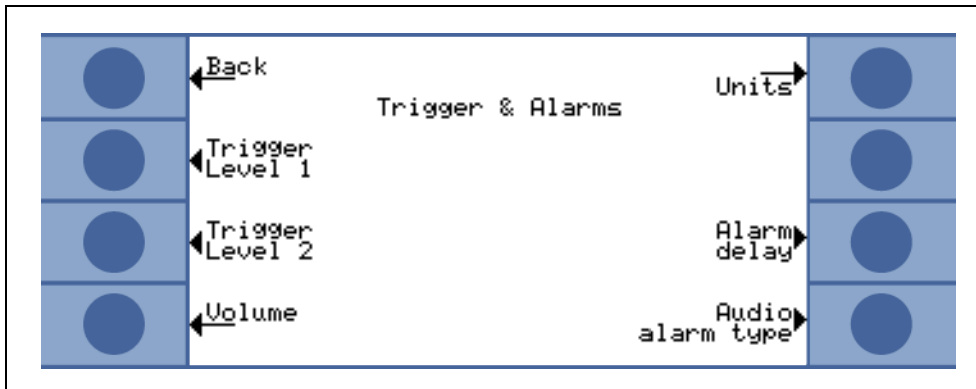 Back
Units
Trigger & Alarms
Trigger
Level 1
Trigger
Level 2
Alarm
delay
Volume
Audio
alarm type